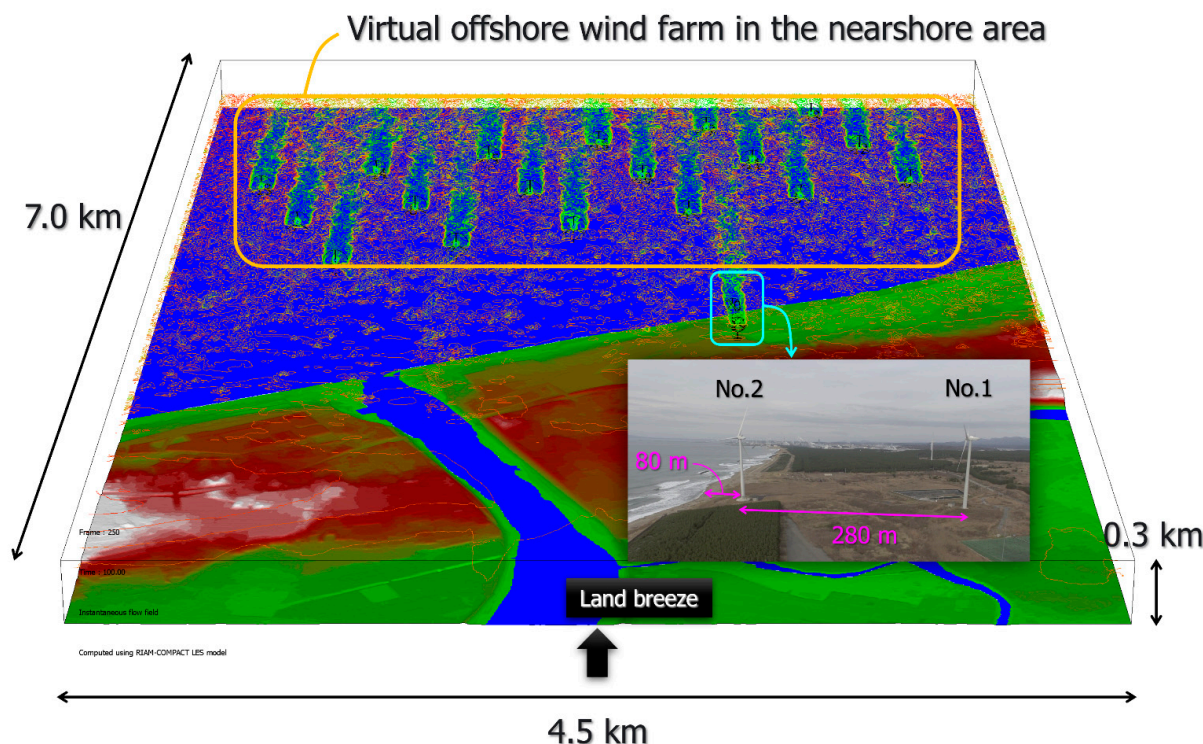 Virtual offshore wind farm in the nearshore area
7.0 km
No.2
No.1
80 m
280 m
0.3 km
Frame : 250
Time : 100.00
Instantaneous flow field
Land breeze
Computed using RIAM-COMPACT LES model
4.5 km